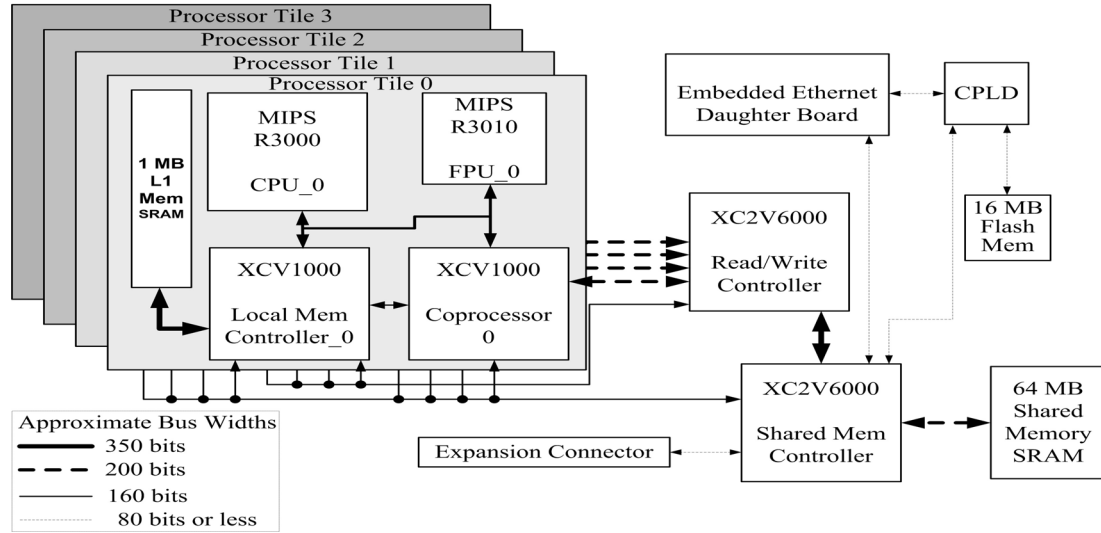 Processor Tile 3
Processor Tile 2
Processor Tile 1
Processor Tile 0
1 MB
L1
Mem
SRAM
MIPS
R3000
CPU_0
MIPS
R3010
FPU_0
XCV1000
Local Mem
Controller_0
XCV1000
Coprocessor
0
Embedded Ethernet
Daughter Board
CPLD
16 MB
Flash
Mem
XC2V6000
Read/Write
Controller
XC2V6000
Shared Mem
Controller
64 MB
Shared
Memory
SRAM
Expansion Connector
Approximate Bus Widths
350 bits
200 bits
160 bits
80 bits or less